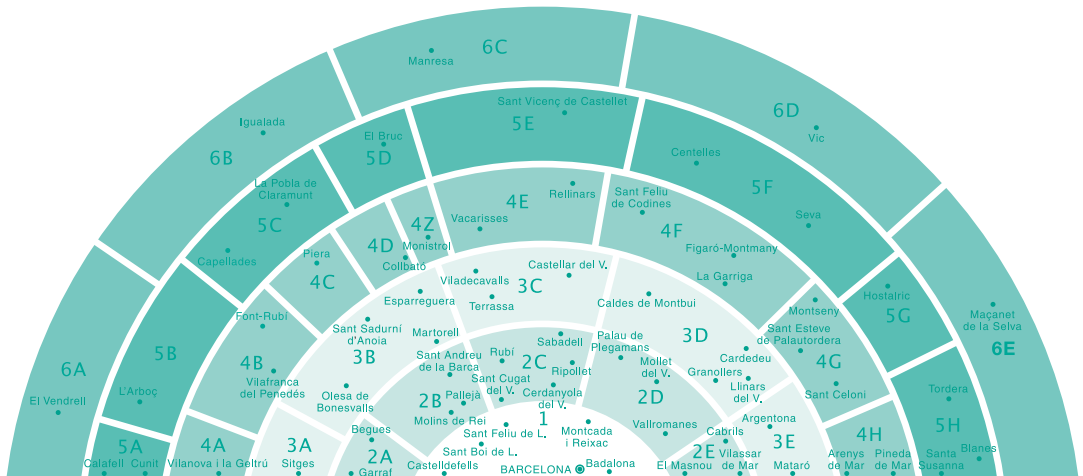 6C
Manresa
Sant Vicenç de Castellet
5E
6D
Vic
Igualada
6B
El Bruc
5D
Centelles
5F
Seva
La Pobla de
Claramunt
5C
Capellades
Rellinars
4E
Vacarisses
Sant Feliu
de Codines
4F
Figaró-Montmany
La Garriga
4Z
Monistrol
4D
Collbató
Piera
4C
Castellar del V.
Viladecavalls
3C
Terrassa
Esparreguera
Caldes de Montbui
3D
Hostalric
5G
Montseny
Maçanet
de la Selva
6E
Font-Rubí
4B
Vilafranca
del Penedés
5B
L'Arboç
6A
El Vendrell
Sant Sadurní
d'Anoia
Martorell
3B
Olesa de
Bonesvalls
Sabadell
Rubí
2C
Ripollet
Sant Cugat
del V.
Cerdanyola
del V.
Palau de
Plegamans
Mollet
del V.
2D
Vallromanes
Cardedeu
Granollers
Llinars
del V.
Sant Esteve
de Palautordera
4G
Sant Celoni
Sant Andreu
de la Barca
Pallejà
2B
Molins de Rei
1
Sant Feliu de L.
Sant Boi de L.
Montcada
i Reixac
BARCELONA
Badalona
Begues
2A
Garraf
Castelldefells
Argentona
Cabrils
2E
El Masnou
Vilassar
de Mar
3E
Mataró
4H
Arenys
de Mar
Pineda
de Mar
Tordera
5H
Santa
Susanna
Blanes
5A
Calafell
Cunit
4A
Vilanova i la Geltrú
3A
Sitges